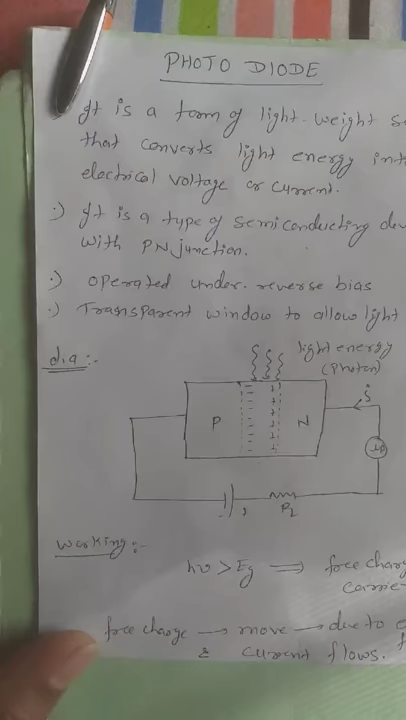 PHOTO DIODE
It is a form of light-weight
that converts light energy
electrical voltage or current.
·) It is a type of semiconducting
with PN junction.
·) operated under reverse bias
·) Transparent window to allow light
dia:-
light energy
(photon)
P
N
i
RL
working:-
hν > Eg ⟹ free
free charge → move → due to
& current flows.